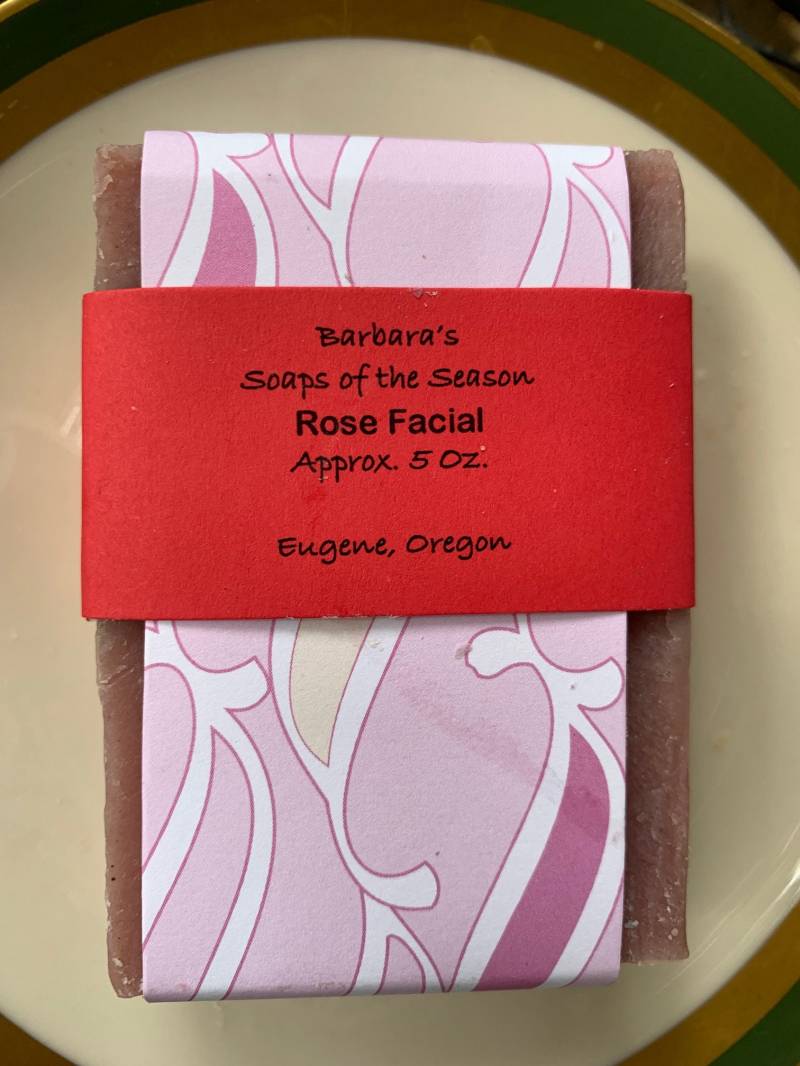 Barbara's
Soaps of the Season
Rose Facial
Approx. 5 Oz.
Eugene, Oregon